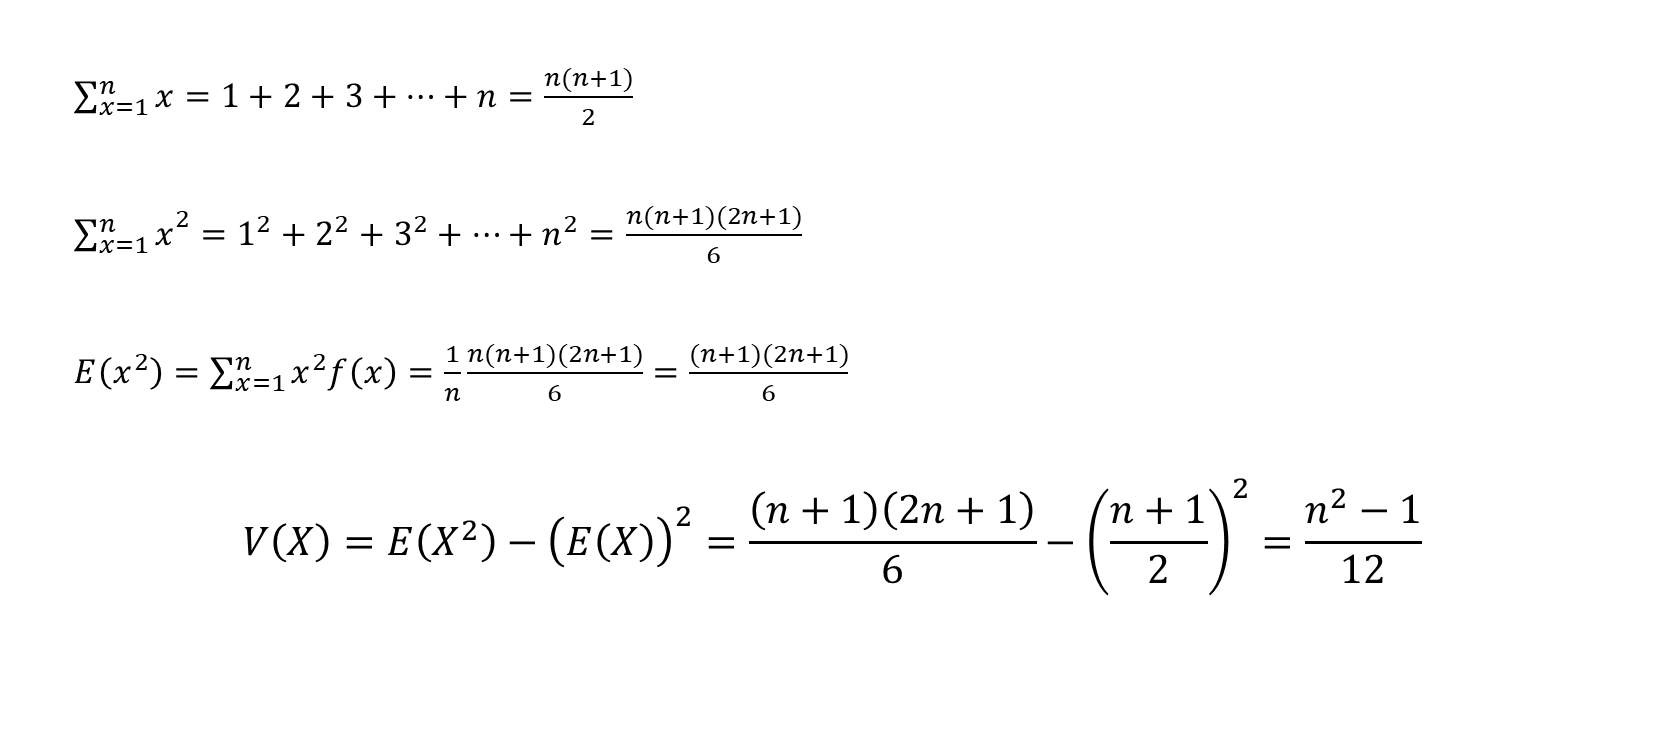 ∑ₓ₌₁ⁿ x = 1 + 2 + 3 + ⋯ + n = n(n+1)/2
∑ₓ₌₁ⁿ x² = 1² + 2² + 3² + ⋯ + n² = n(n+1)(2n+1)/6
E(x²) = ∑ₓ₌₁ⁿ x² f(x) = 1/n n(n+1)(2n+1)/6 = (n+1)(2n+1)/6
V(X) = E(X²) − (E(X))² = (n + 1)(2n + 1)/6 − ((n + 1)/2)² = (n² − 1)/12